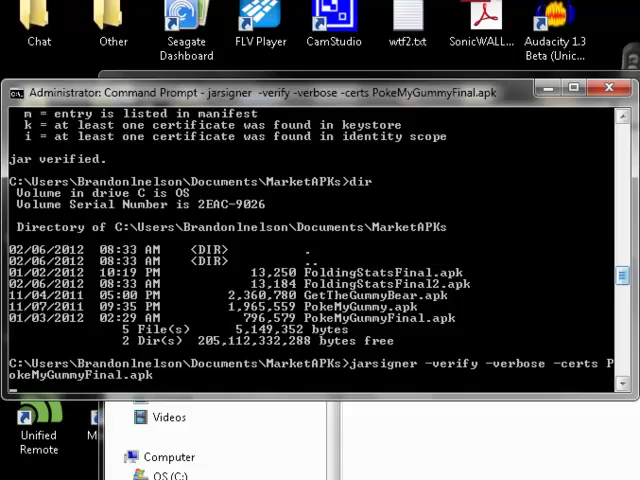 Chat
Other
Seagate
Dashboard
FLV Player
CamStudio
wtf2.txt
SonicWALL...
Audacity 1.3
Beta (Unic...
Administrator: Command Prompt - jarsigner -verify -verbose -certs PokeMyGummyFinal.apk
m = entry is listed in manifest
k = at least one certificate was found in keystore
i = at least one certificate was found in identity scope
jar verified.
C:\Users\Brandonlnelson\Documents\MarketAPKs>dir
Volume in drive C is OS
Volume Serial Number is 2EAC-9026
Directory of C:\Users\Brandonlnelson\Documents\MarketAPKs
02/06/2012 08:33 AM <DIR> .
02/06/2012 08:33 AM <DIR> ..
01/02/2012 10:19 PM 13,250 FoldingStatsFinal.apk
02/06/2012 08:33 AM 13,184 FoldingStatsFinal2.apk
11/04/2011 05:00 PM 2,360,780 GetTheGummyBear.apk
11/07/2011 09:35 PM 1,965,559 PokeMyGummy.apk
01/03/2012 02:29 AM 796,579 PokeMyGummyFinal.apk
5 File(s) 5,149,352 bytes
2 Dir(s) 205,112,332,288 bytes free
C:\Users\Brandonlnelson\Documents\MarketAPKs>jarsigner -verify -verbose -certs P
okeMyGummyFinal.apk
Unified
Remote
M
Videos
Computer
OS (C:)